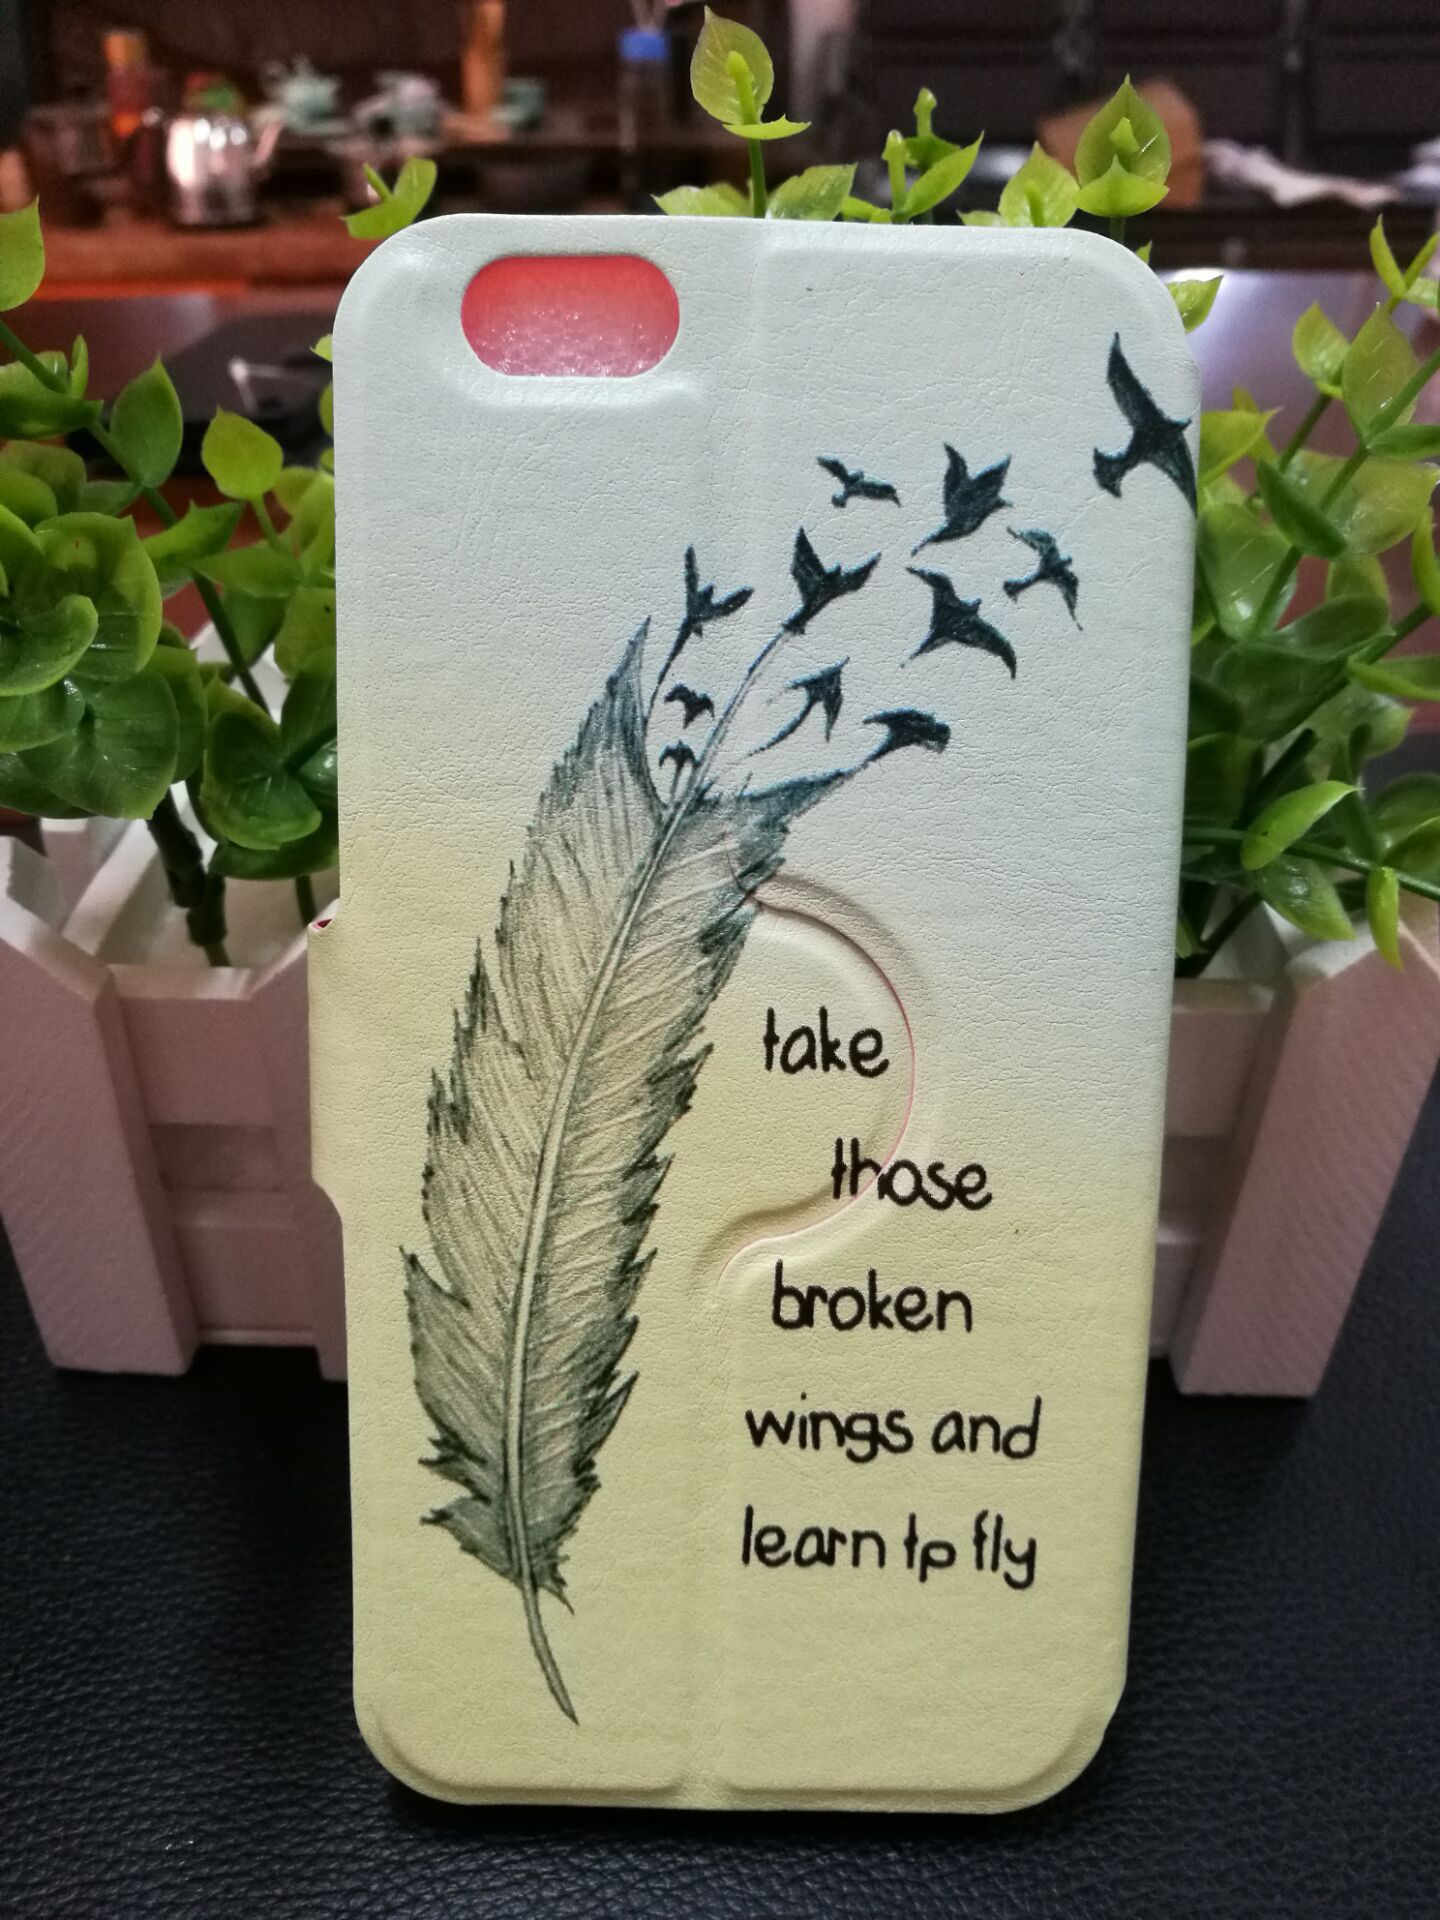 take
those
broken
wings and
learn tp fly